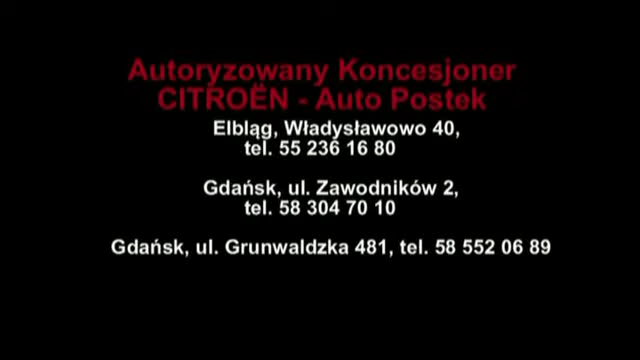 Autoryzowany Koncesjoner
CITROËN - Auto Postek
Elbląg, Władysławowo 40,
tel. 55 236 16 80
Gdańsk, ul. Zawodników 2,
tel. 58 304 70 10
Gdańsk, ul. Grunwaldzka 481, tel. 58 552 06 89